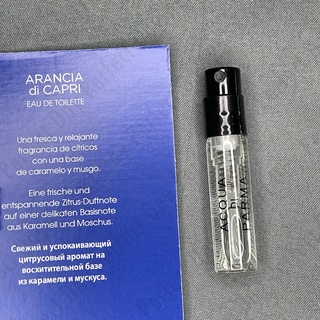 ARANCIA
di CAPRI
EAU DE TOILETTE
Una fresca y relajante
fragrancia de cítricos
con una base
de caramelo y musgo.
Eine frische und
entspannende Zitrus-Duftnote
auf einer delikaten Basisnote
aus Karamell und Moschus.
Свежий и успокаивающий
цитрусовый аромат на
восхитительной базе
из карамели и мускуса.
ACQUA
DI
PARMA